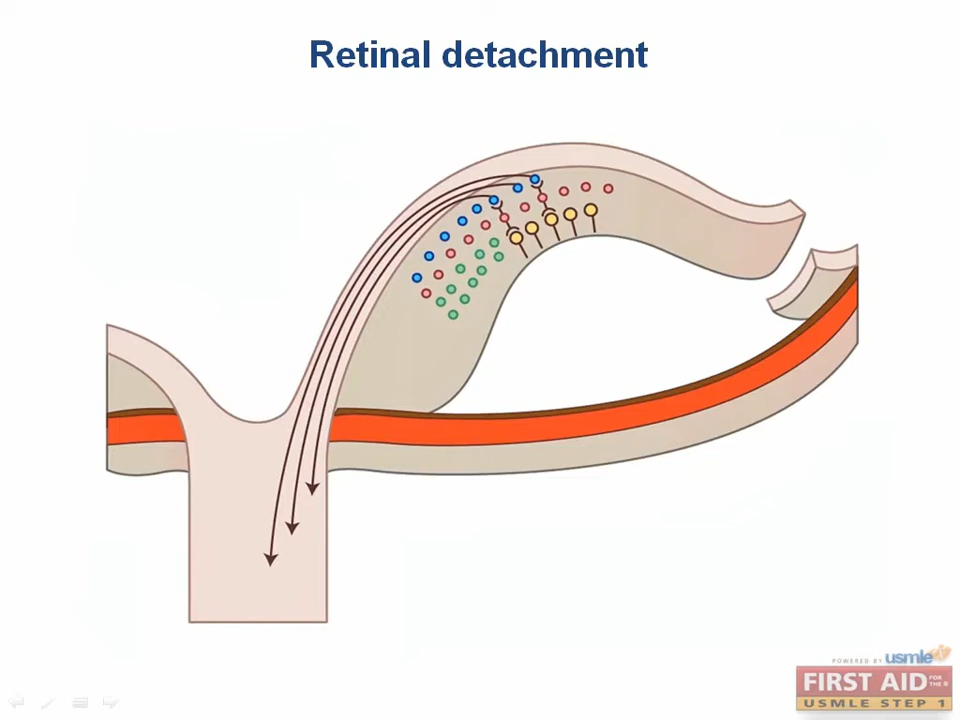 Retinal detachment
POWERED BY usmle
FIRST AID FOR THE ®
USMLE STEP 1